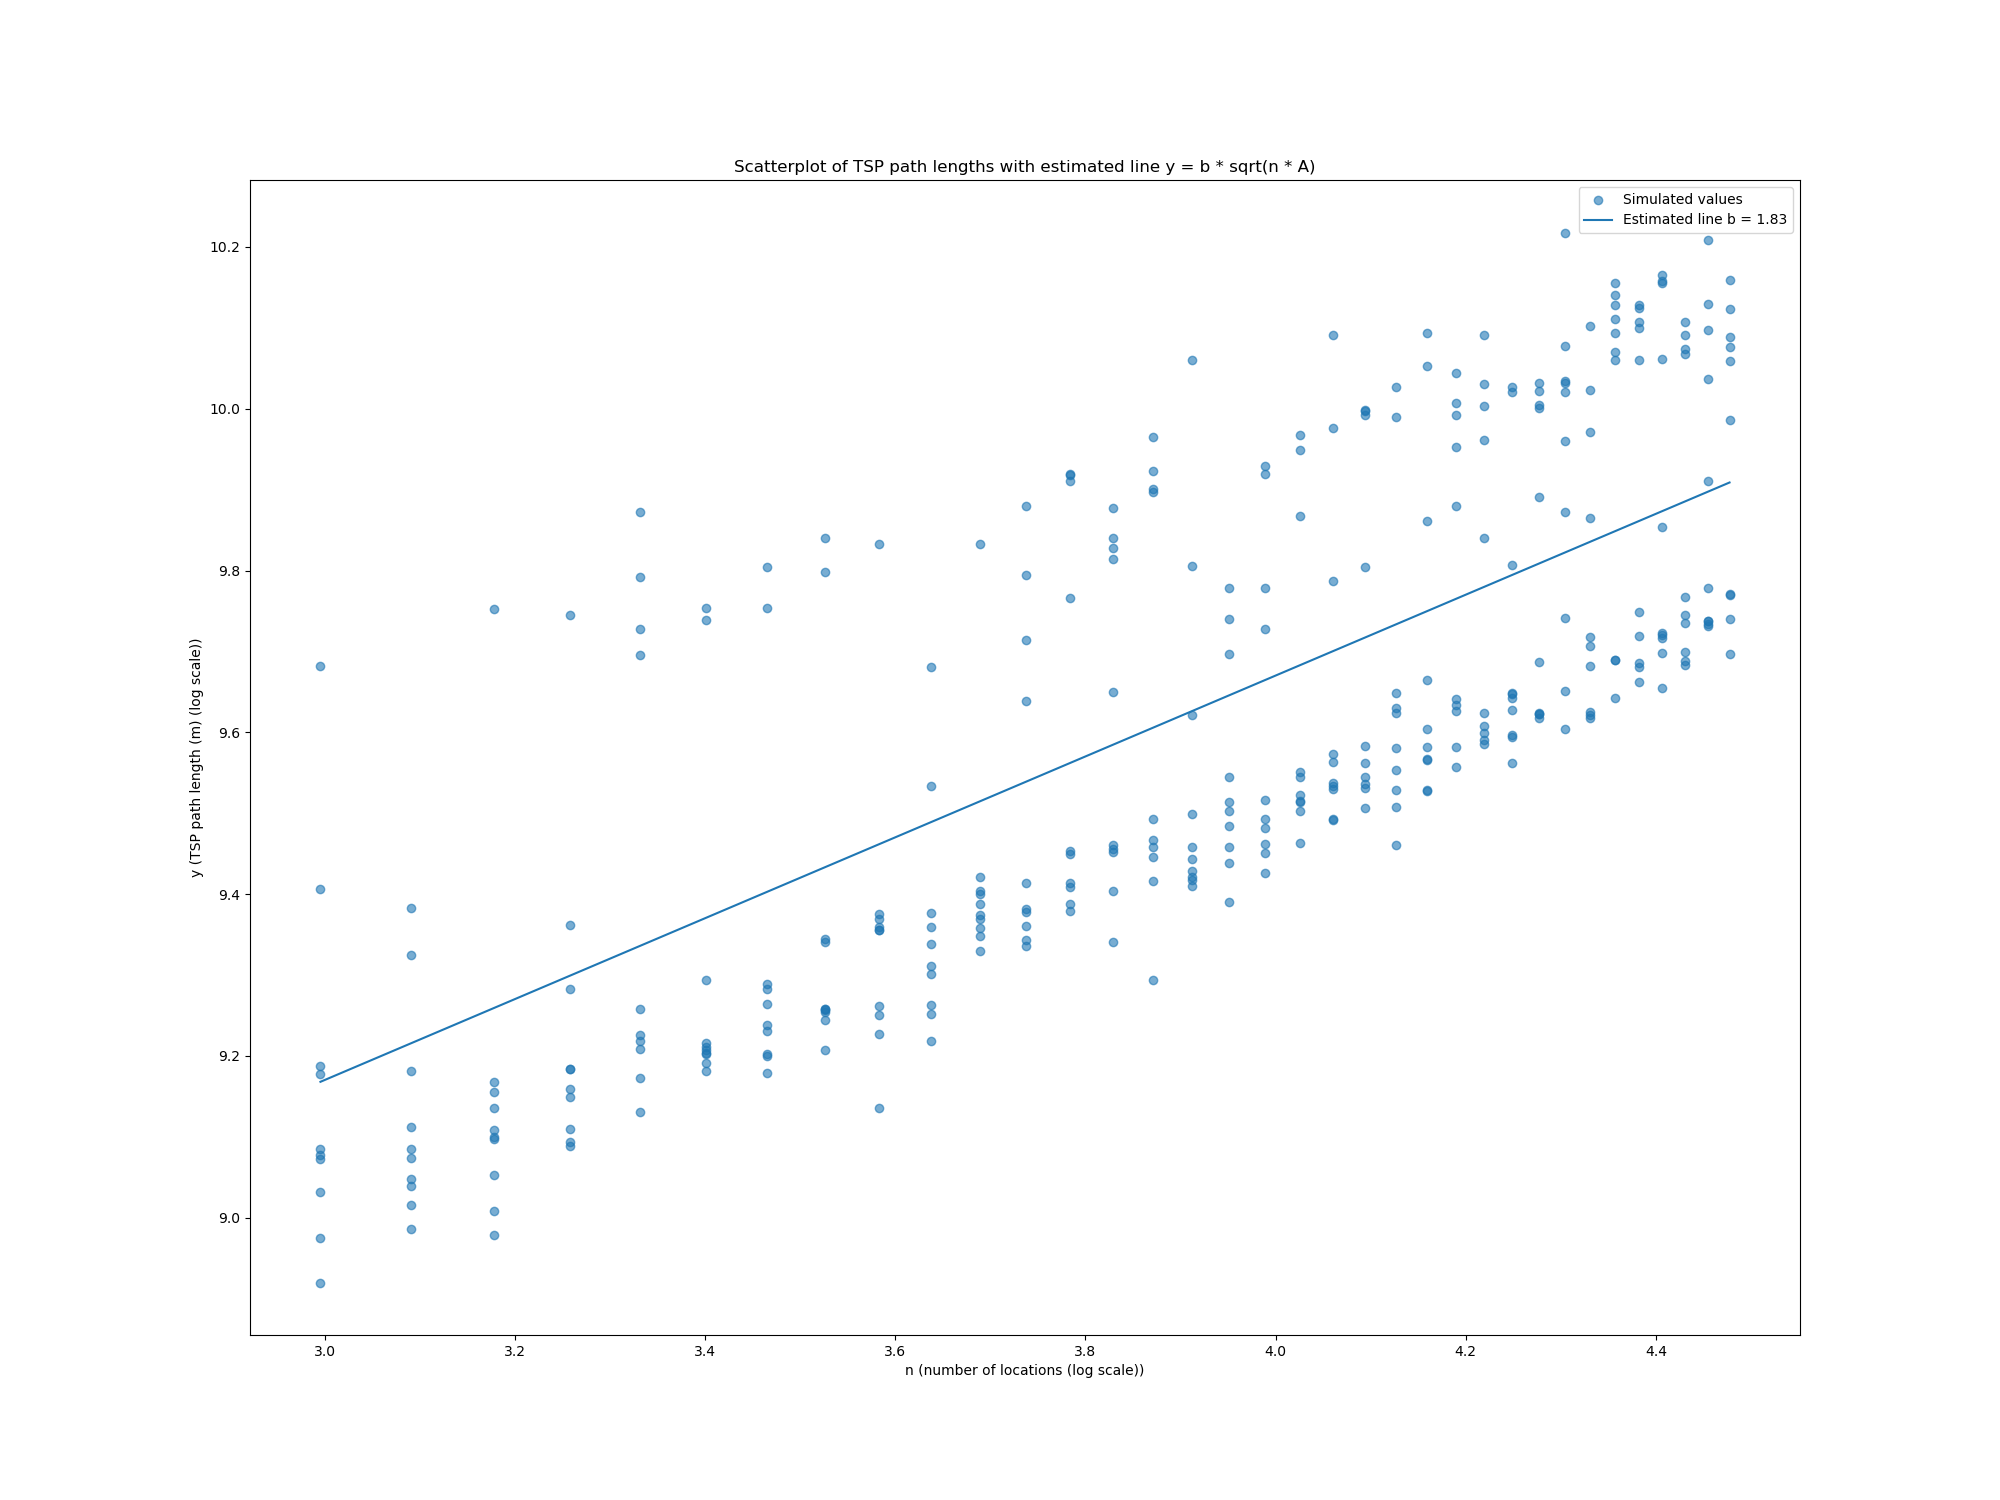 Scatterplot of TSP path lengths with estimated line y = b * sqrt(n * A)
Simulated values
Estimated line b = 1.83
10.2
10.0
9.8
9.6
9.4
9.2
9.0
y (TSP path length (m) (log scale))
3.0 3.2 3.4 3.6 3.8 4.0 4.2 4.4
n (number of locations (log scale))